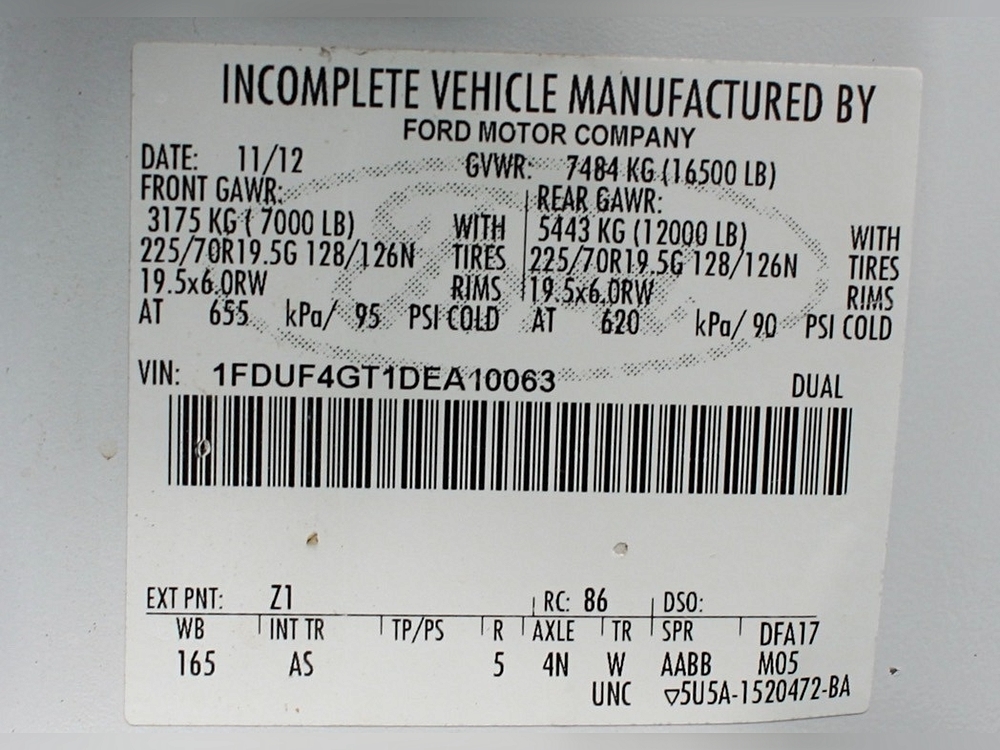 INCOMPLETE VEHICLE MANUFACTURED BY
FORD MOTOR COMPANY
DATE: 11/12 GVWR: 7484 KG (16500 LB)
FRONT GAWR: REAR GAWR:
3175 KG ( 7000 LB) WITH 5443 KG (12000 LB) WITH
225/70R19.5G 128/126N TIRES 225/70R19.5G 128/126N TIRES
19.5x6.0RW RIMS 19.5x6.0RW RIMS
AT 655 kPa/ 95 PSI COLD AT 620 kPa/ 90 PSI COLD
VIN: 1FDUF4GT1DEA10063 DUAL
EXT PNT: Z1 RC: 86 DSO:
WB INT TR TP/PS R AXLE TR SPR DFA17
165 AS 5 4N W AABB M05
UNC ▽5U5A-1520472-BA